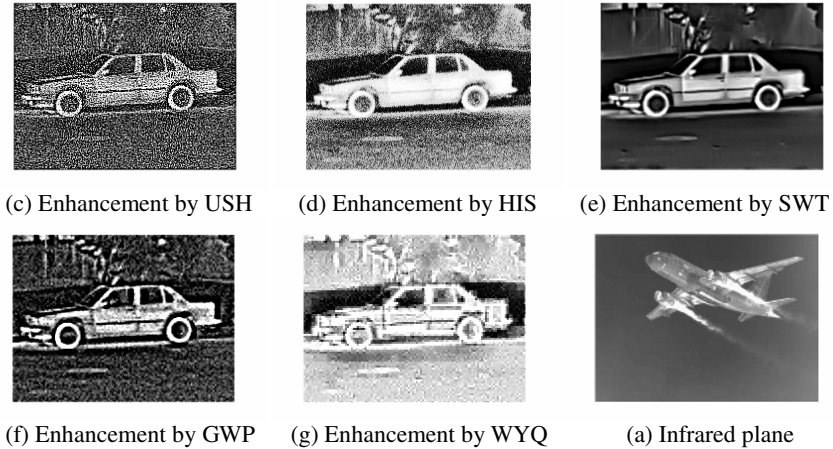 (c) Enhancement by USH
(d) Enhancement by HIS
(e) Enhancement by SWT
(f) Enhancement by GWP
(g) Enhancement by WYQ
(a) Infrared plane